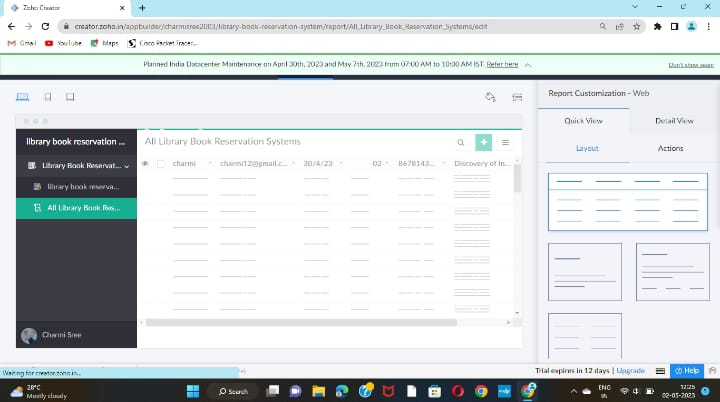 Zoho Creator
creator.zoho.in/appbuilder/charmisree2003/library-book-reservation-system/report/All_Library_Book_Reservation_Systems/edit
Gmail YouTube Maps Cisco Packet Tracer...
Planned India Datacenter Maintenance on April 30th, 2023 and May 7th, 2023 from 07:00 AM to 10:00 AM IST. Refer here Don't show again
Report Customization - Web
Quick View Detail View
Layout Actions
library book reservation ...
Library Book Reservat...
library book reserva...
All Library Book Res...
Charmi Sree
All Library Book Reservation Systems
charmi charmi12@gmail.c... 30/4/23 02 8678143... Discovery of In...
Waiting for creator.zoho.in...
Trial expires in 12 days | Upgrade Help
28°C
Mostly cloudy
Search
ENG
IN
12:25
02-05-2023